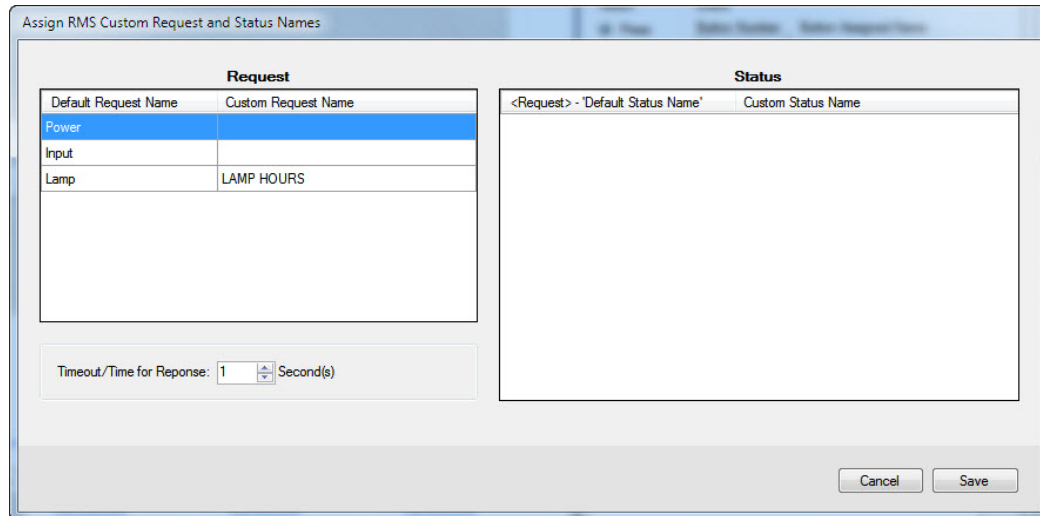 Assign RMS Custom Request and Status Names
Request
Default Request Name Custom Request Name
Power
Input
Lamp LAMP HOURS
Timeout/Time for Reponse: 1 Second(s)
Status
<Request> - 'Default Status Name' Custom Status Name
Cancel Save